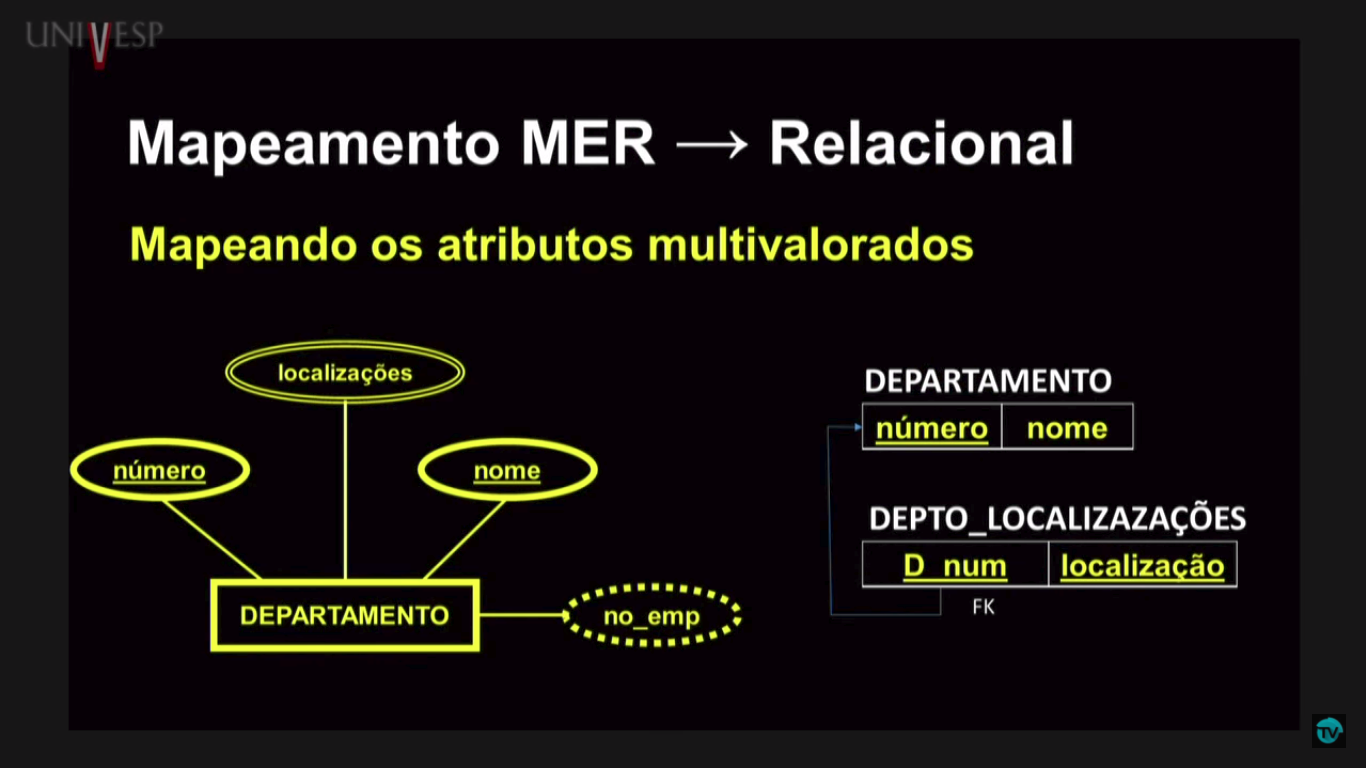 UNIVESP
Mapeamento MER → Relacional
Mapeando os atributos multivalorados
localizações
número
nome
DEPARTAMENTO
no_emp
DEPARTAMENTO
número nome
DEPTO_LOCALIZAZAÇÕES
D_num localização
FK
TV